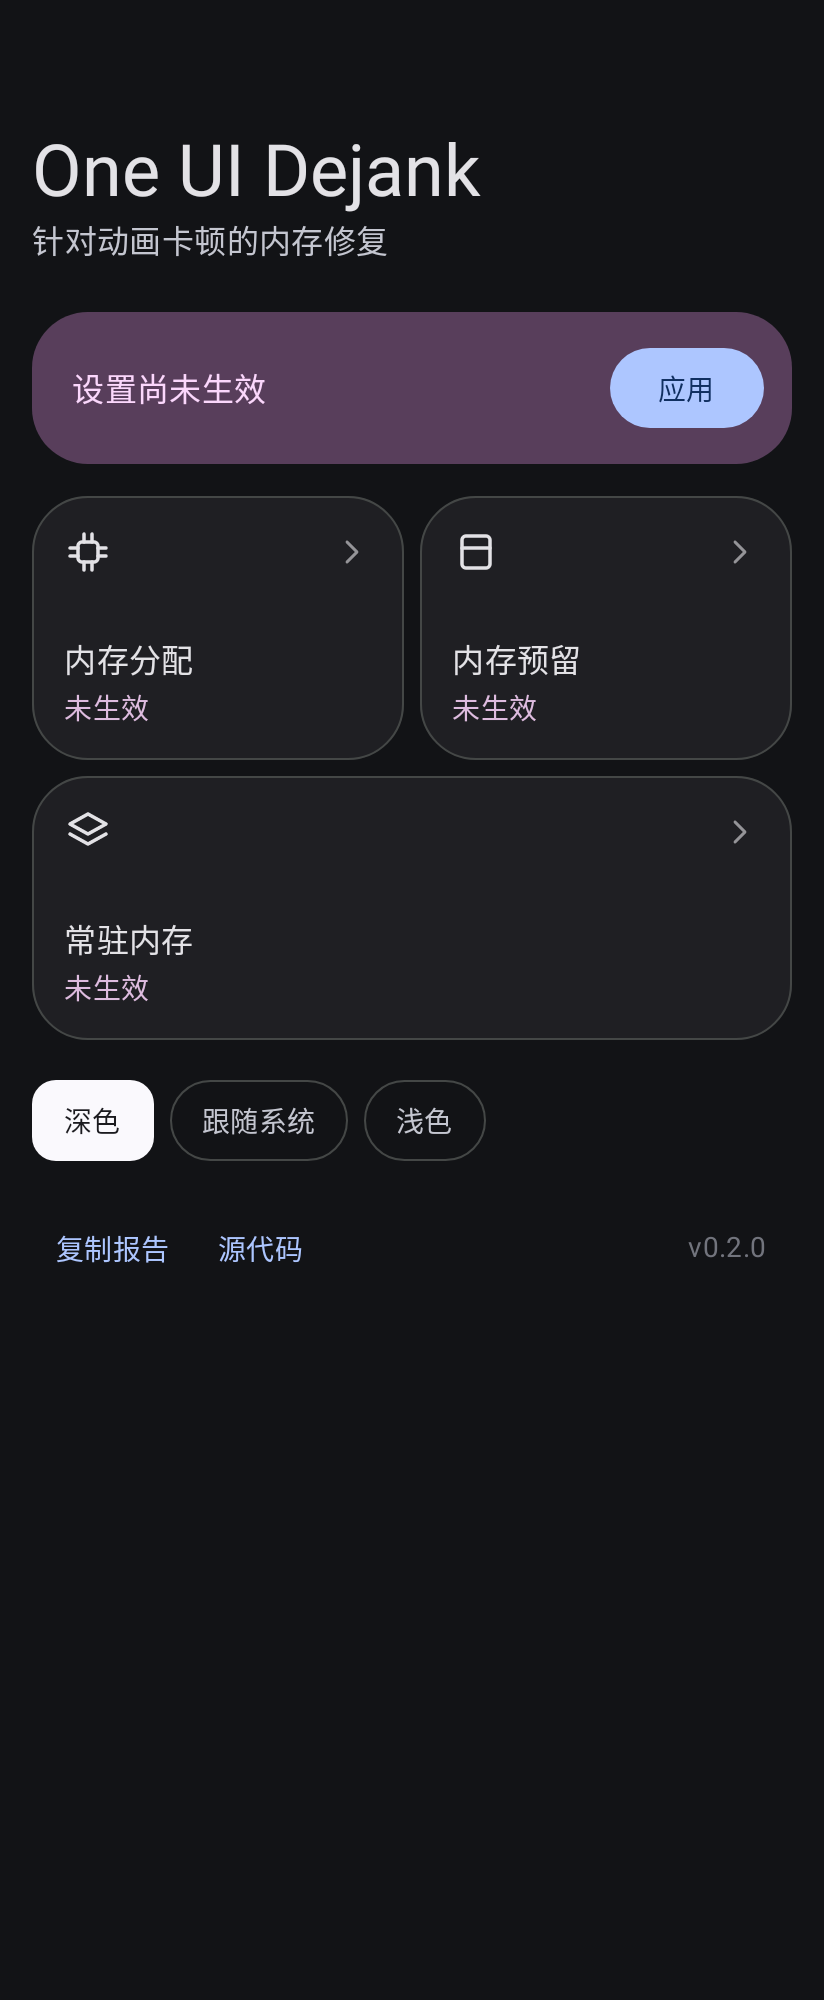 One UI Dejank
针对动画卡顿的内存修复
设置尚未生效
应用
内存分配
未生效
内存预留
未生效
常驻内存
未生效
深色
跟随系统
浅色
复制报告
源代码
v0.2.0